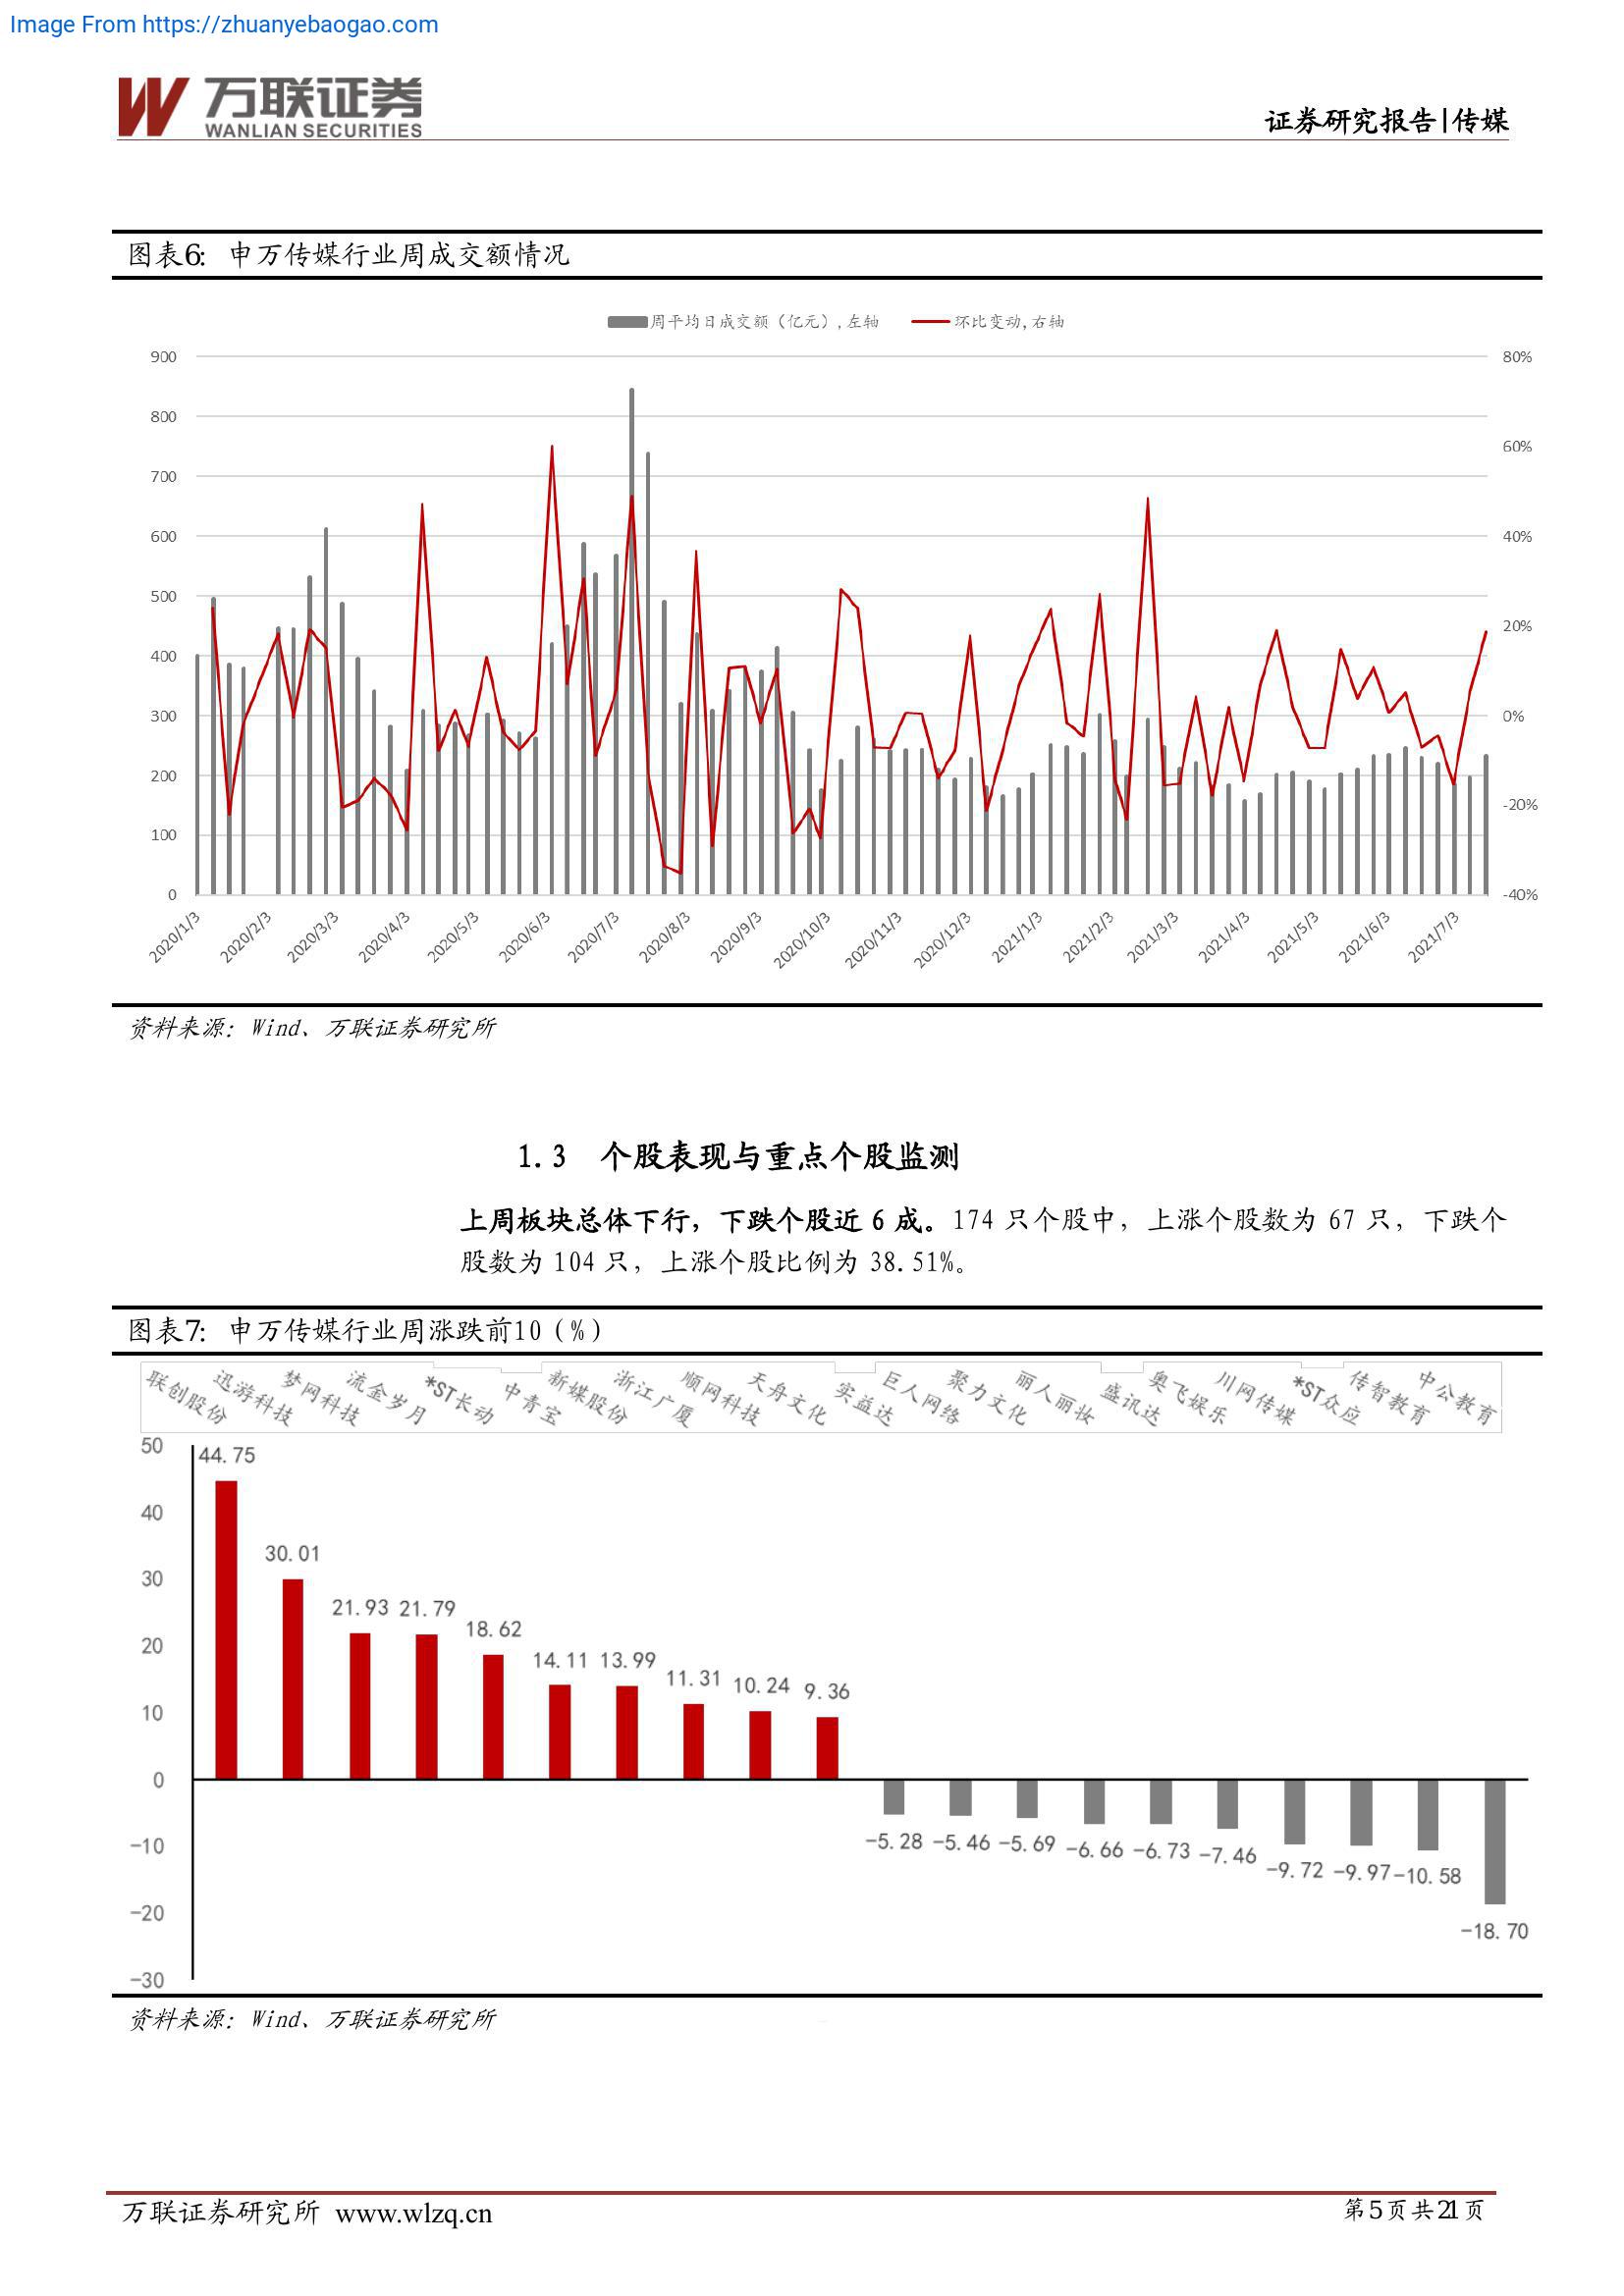 Image From https://zhuanyebaogao.com
万联证券
WANLIAN SECURITIES
证券研究报告|传媒
图表6: 申万传媒行业周成交额情况
周平均日成交额（亿元）,左轴 环比变动,右轴
900 80%
800
700 60%
600 40%
500
400 20%
300 0%
200
100 -20%
0 -40%
2020/1/3 2020/2/3 2020/3/3 2020/4/3 2020/5/3 2020/6/3 2020/7/3 2020/8/3 2020/9/3 2020/10/3 2020/11/3 2020/12/3 2021/1/3 2021/2/3 2021/3/3 2021/4/3 2021/5/3 2021/6/3 2021/7/3
资料来源: Wind、万联证券研究所
1.3 个股表现与重点个股监测
上周板块总体下行，下跌个股近 6 成。174 只个股中，上涨个股数为 67 只，下跌个
股数为 104 只，上涨个股比例为 38.51%。
图表7: 申万传媒行业周涨跌前10（%）
联创股份 迅游科技 梦网科技 流金岁月 *ST长动 中青宝 新媒股份 浙江广厦 顺网科技 天舟文化 实益达 巨人网络 聚力文化 丽人丽妆 盛讯达 奥飞娱乐 川网传媒 *ST众应 传智教育 中公教育
50
40
30
20
10
0
-10
-20
-30
44.75 30.01 21.93 21.79 18.62 14.11 13.99 11.31 10.24 9.36
-5.28 -5.46 -5.69 -6.66 -6.73 -7.46 -9.72 -9.97 -10.58 -18.70
资料来源: Wind、万联证券研究所
万联证券研究所 www.wlzq.cn
第5页共21页